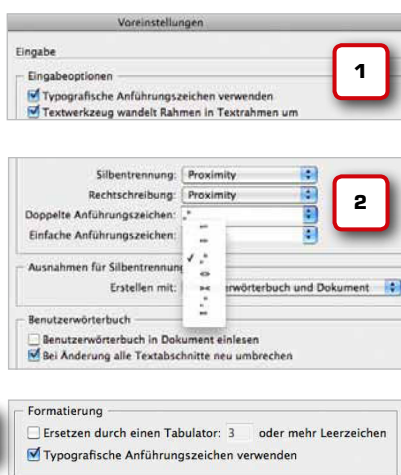 Voreinstellungen
Eingabe
Eingabeoptionen
Typografische Anführungszeichen verwenden
Textwerkzeug wandelt Rahmen in Textrahmen um
1
Silbentrennung: Proximity
Rechtschreibung: Proximity
Doppelte Anführungszeichen:
Einfache Anführungszeichen:
2
Ausnahmen für Silbentrennung
Erstellen mit: erwörterbuch und Dokument
Benutzerwörterbuch
Benutzerwörterbuch in Dokument einlesen
Bei Änderung alle Textabschnitte neu umbrechen
Formatierung
Ersetzen durch einen Tabulator: 3 oder mehr Leerzeichen
Typografische Anführungszeichen verwenden